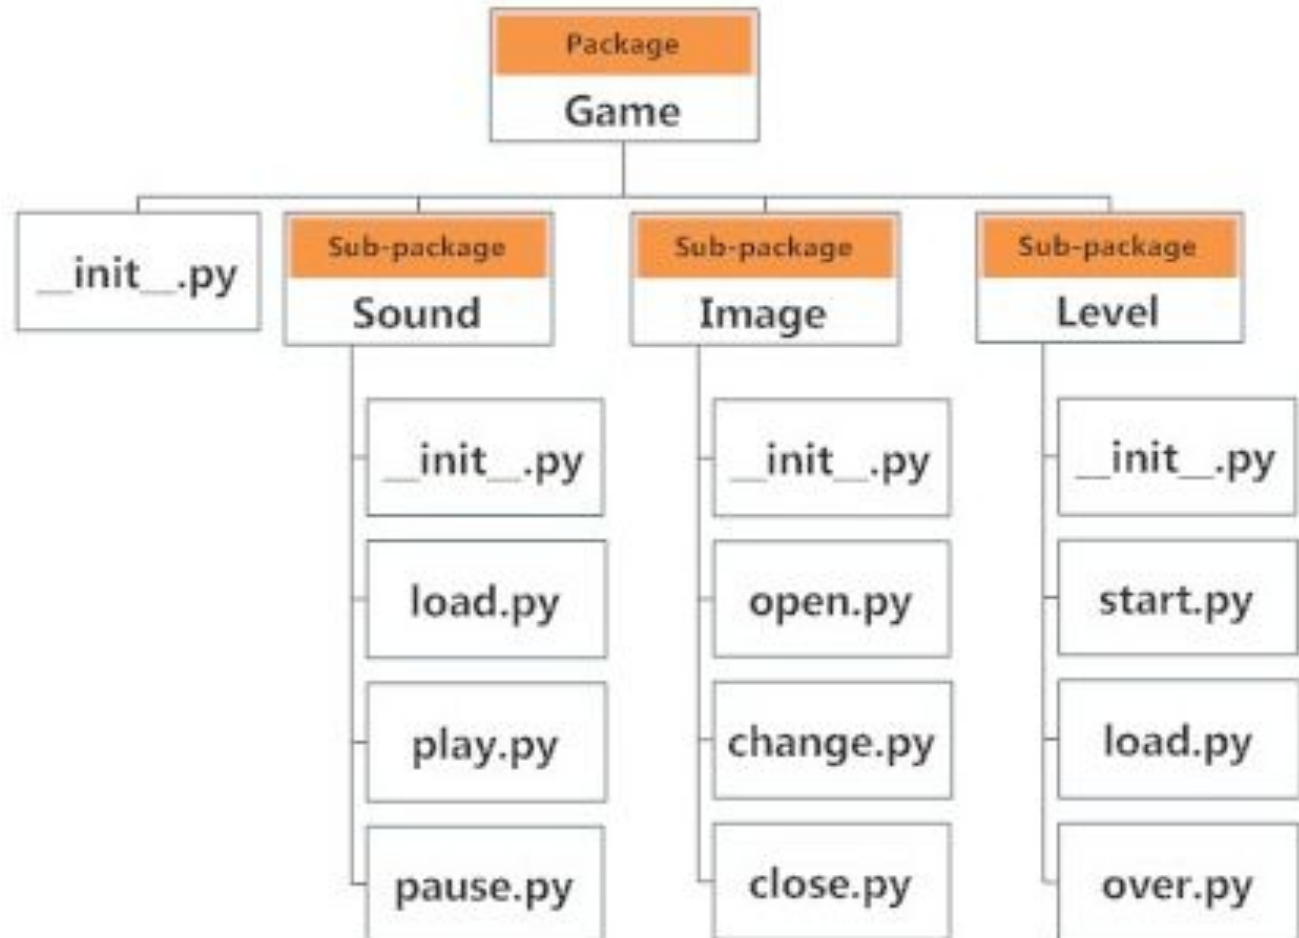 Package
Game
__init__.py
Sub-package
Sound
__init__.py
load.py
play.py
pause.py
Sub-package
Image
__init__.py
open.py
change.py
close.py
Sub-package
Level
__init__.py
start.py
load.py
over.py